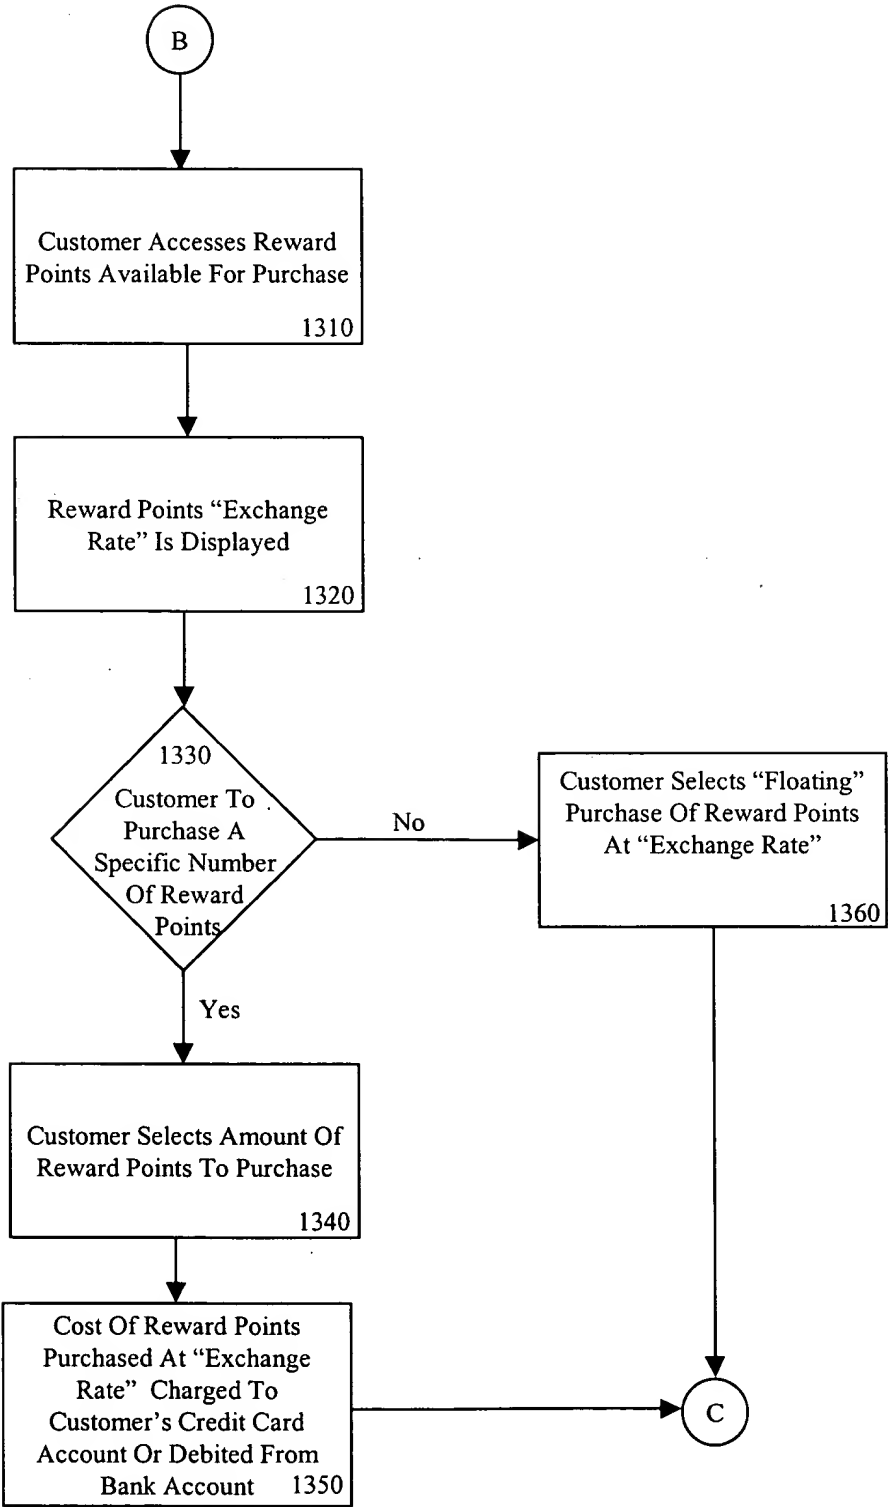 B
Customer Accesses Reward
Points Available For Purchase
1310
Reward Points “Exchange
Rate” Is Displayed
1320
1330
Customer To
Purchase A
Specific Number
Of Reward
Points
No
Customer Selects “Floating”
Purchase Of Reward Points
At “Exchange Rate”
1360
Yes
Customer Selects Amount Of
Reward Points To Purchase
1340
Cost Of Reward Points
Purchased At “Exchange
Rate” Charged To
Customer’s Credit Card
Account Or Debited From
Bank Account 1350
C